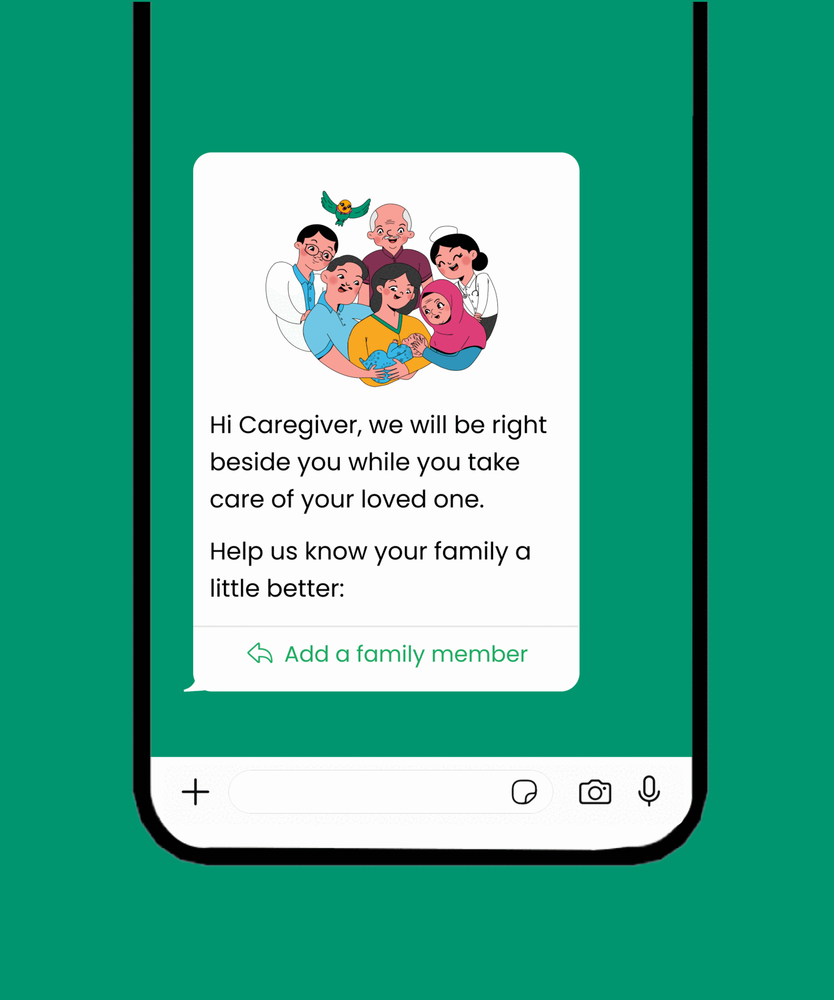 Hi Caregiver, we will be right
beside you while you take
care of your loved one.
Help us know your family a
little better:
Add a family member